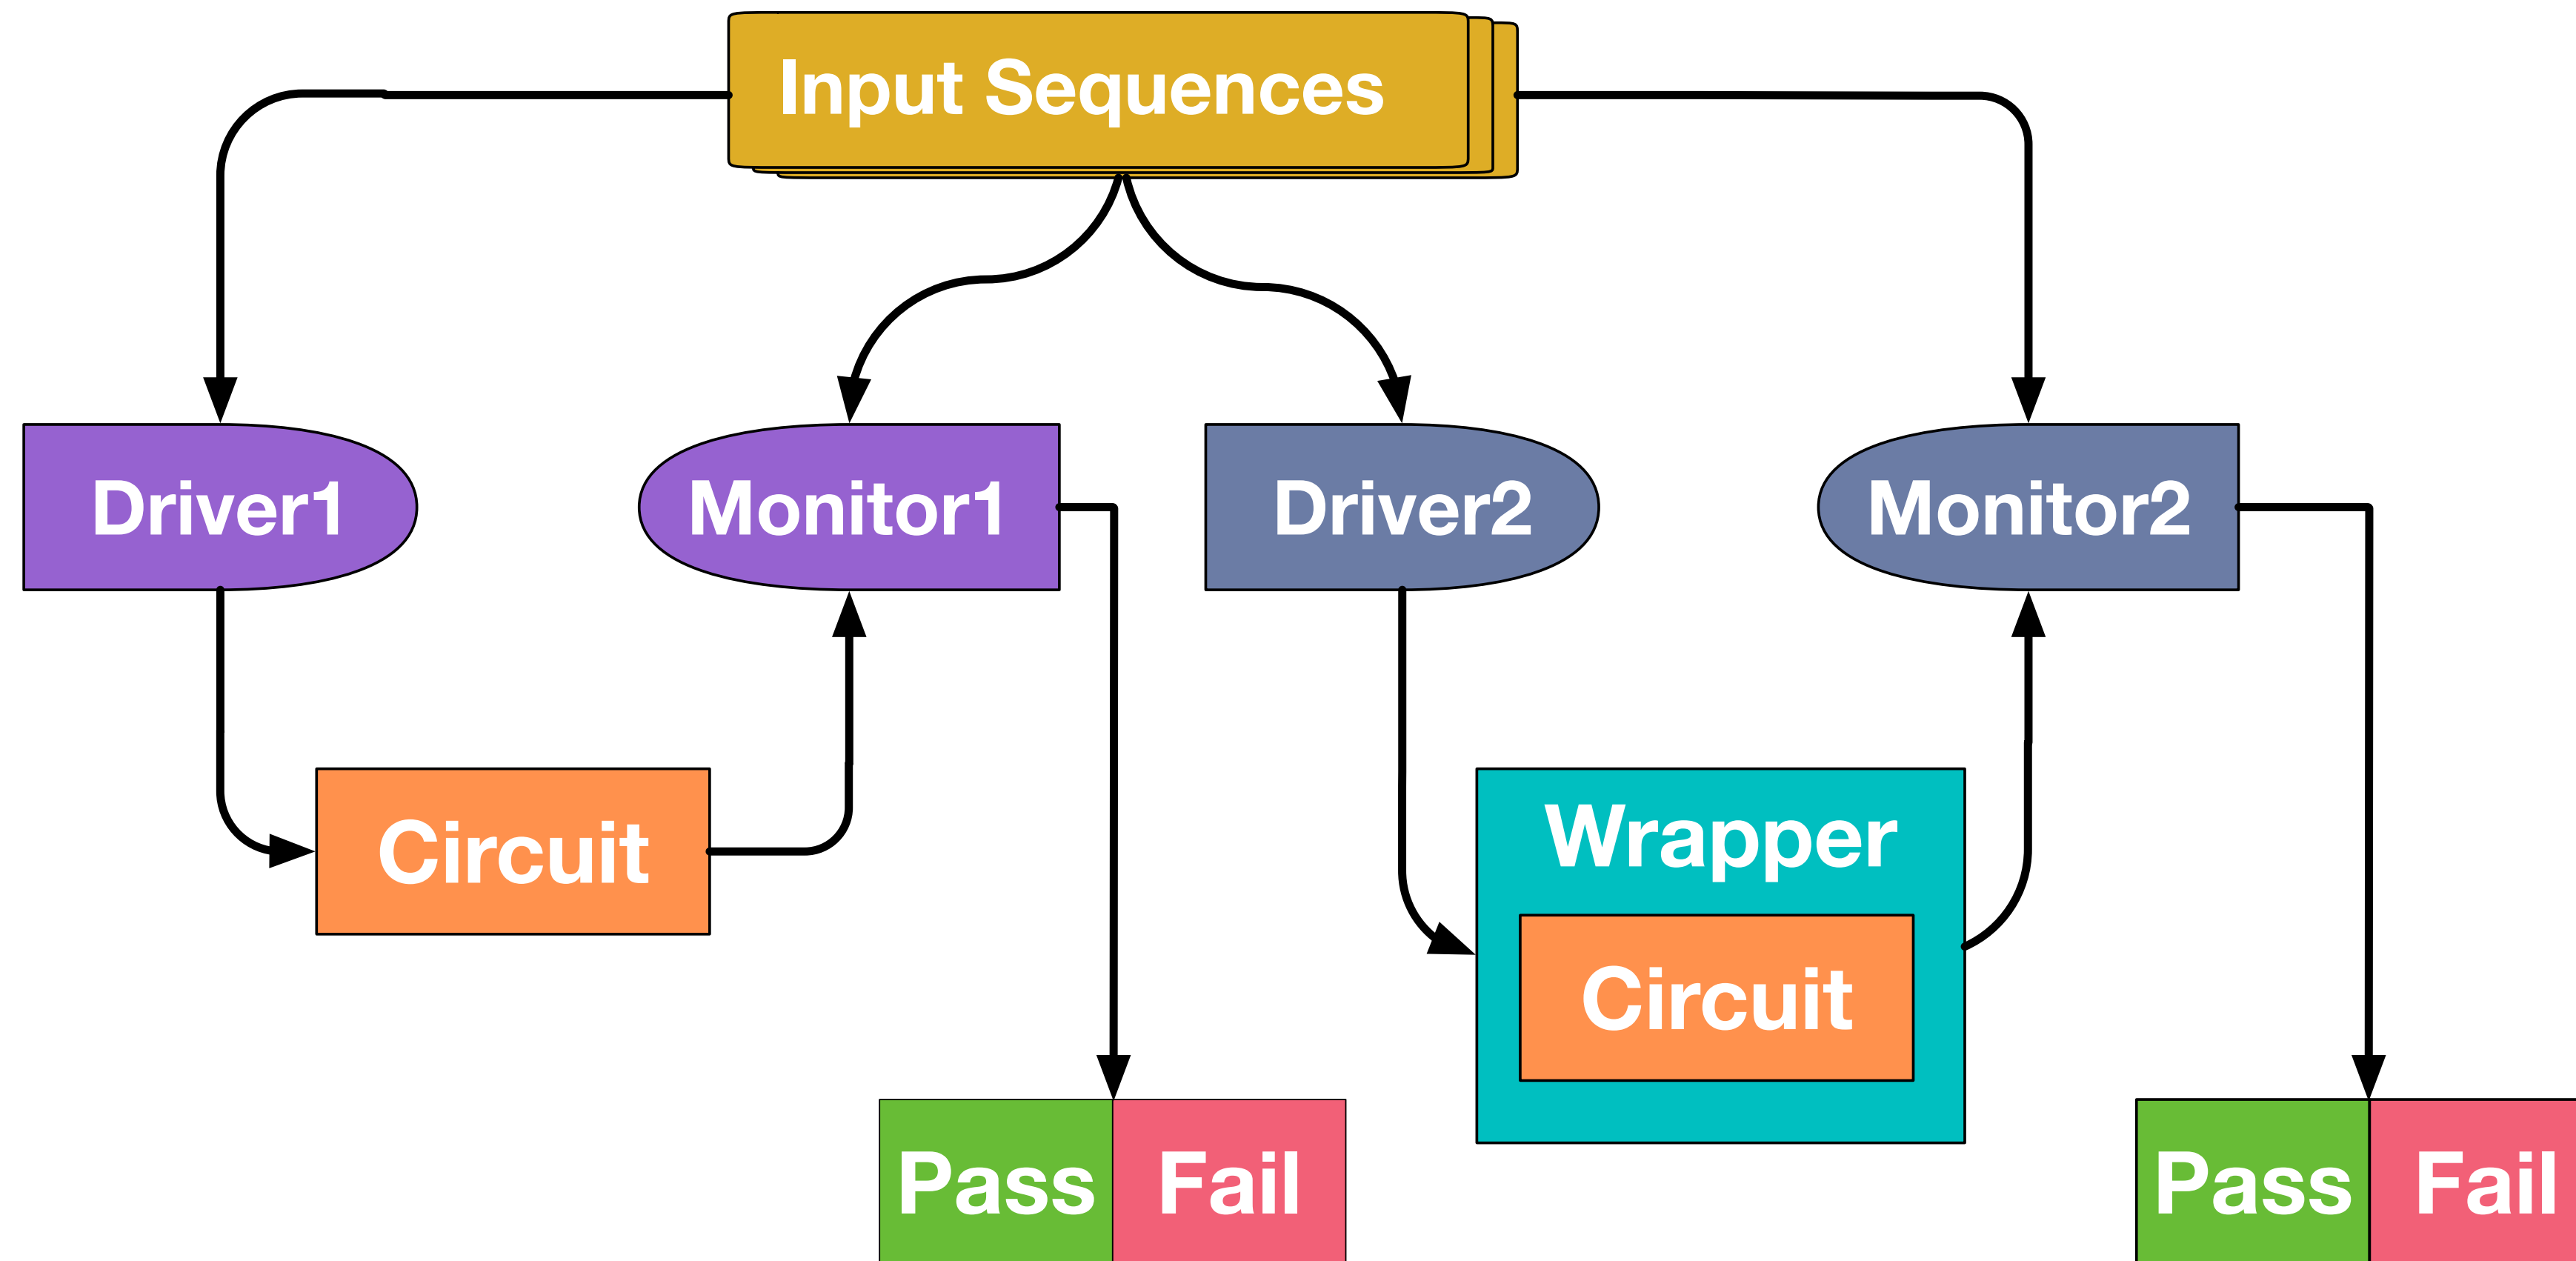 Input Sequences
Driver1
Monitor1
Driver2
Monitor2
Circuit
Wrapper
Circuit
Pass
Fail
Pass
Fail